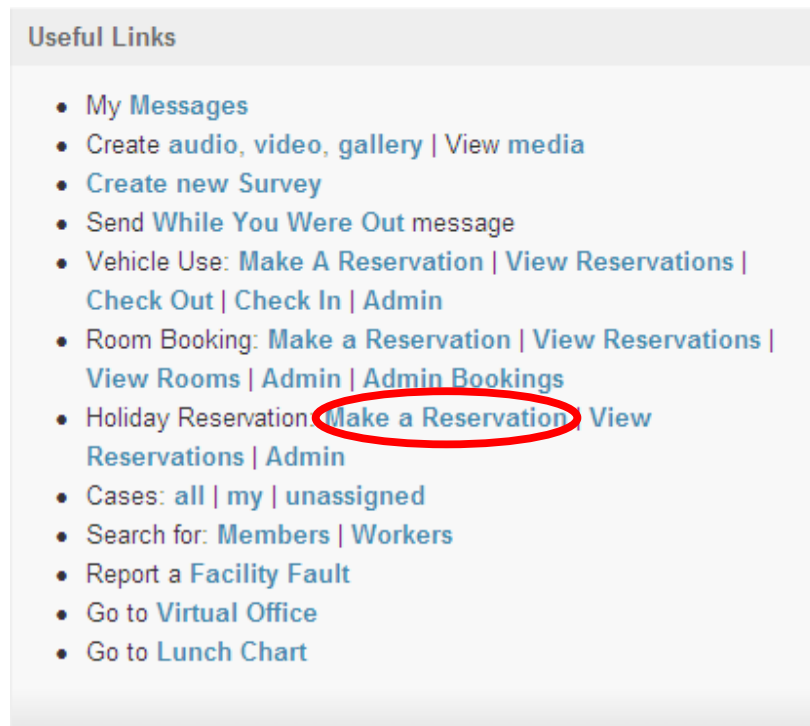 Useful Links
• My Messages
• Create audio, video, gallery | View media
• Create new Survey
• Send While You Were Out message
• Vehicle Use: Make A Reservation | View Reservations |
Check Out | Check In | Admin
• Room Booking: Make a Reservation | View Reservations |
View Rooms | Admin | Admin Bookings
• Holiday Reservation: Make a Reservation | View
Reservations | Admin
• Cases: all | my | unassigned
• Search for: Members | Workers
• Report a Facility Fault
• Go to Virtual Office
• Go to Lunch Chart